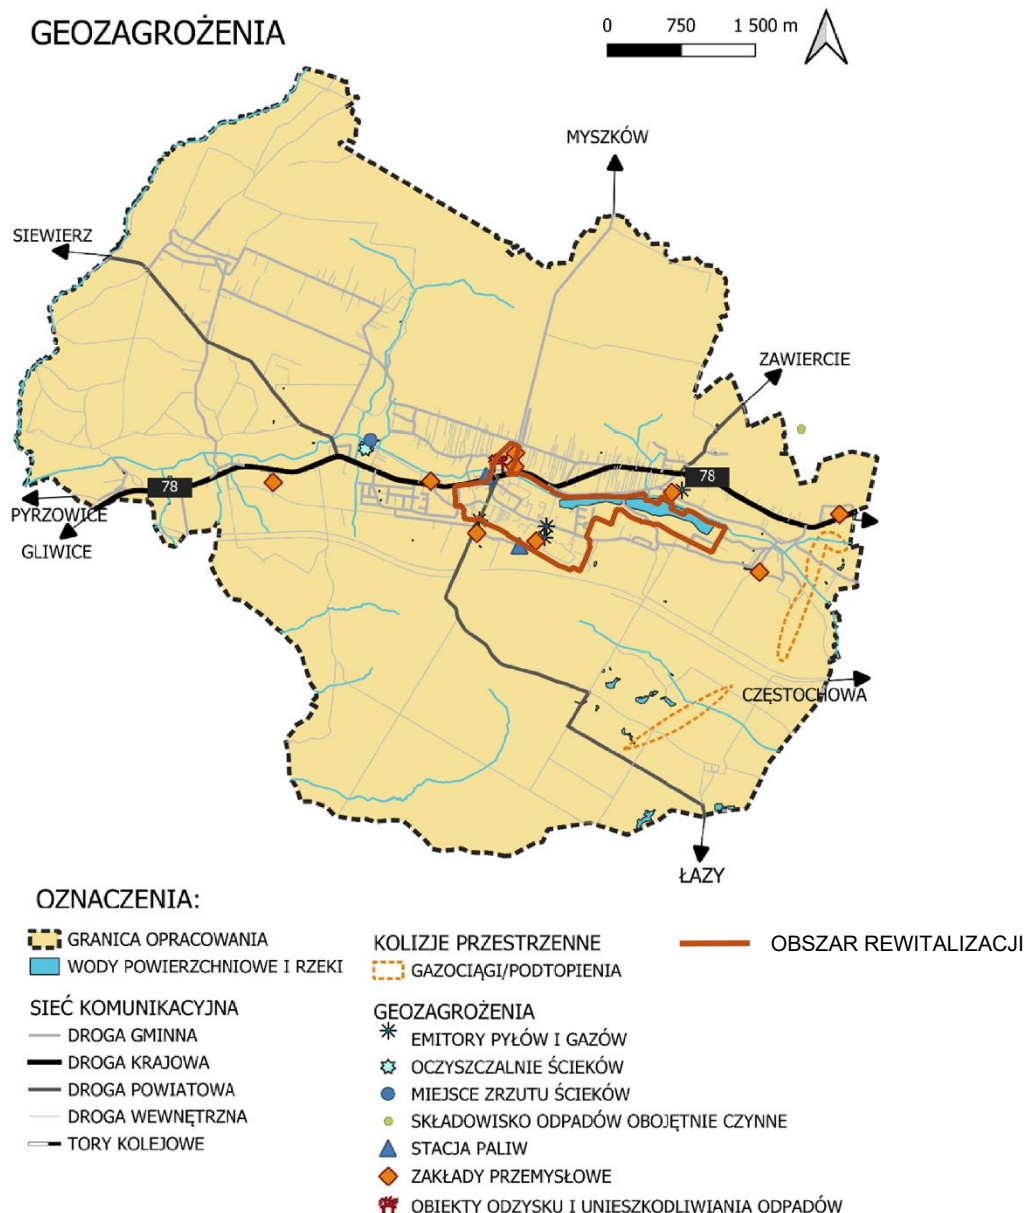 GEOZAGROŻENIA
0 750 1 500 m
MYSZKÓW
SIEWIERZ
ZAWIERCIE
78
78
PYRZOWICE
GLIWICE
CZĘSTOCHOWA
ŁAZY
OZNACZENIA:
GRANICA OPRACOWANIA
WODY POWIERZCHNIOWE I RZEKI
SIEĆ KOMUNIKACYJNA
DROGA GMINNA
DROGA KRAJOWA
DROGA POWIATOWA
DROGA WEWNĘTRZNA
TORY KOLEJOWE
KOLIZJE PRZESTRZENNE
GAZOCIĄGI/PODTOPIENIA
GEOZAGROŻENIA
EMITORY PYŁÓW I GAZÓW
OCZYSZCZALNIE ŚCIEKÓW
MIEJSCE ZRZUTU ŚCIEKÓW
SKŁADOWISKO ODPADÓW OBOJĘTNIE CZYNNE
STACJA PALIW
ZAKŁADY PRZEMYSŁOWE
OBIEKTY ODZYSKU I UNIESZKODLIWIANIA ODPADÓW
OBSZAR REWITALIZACJI